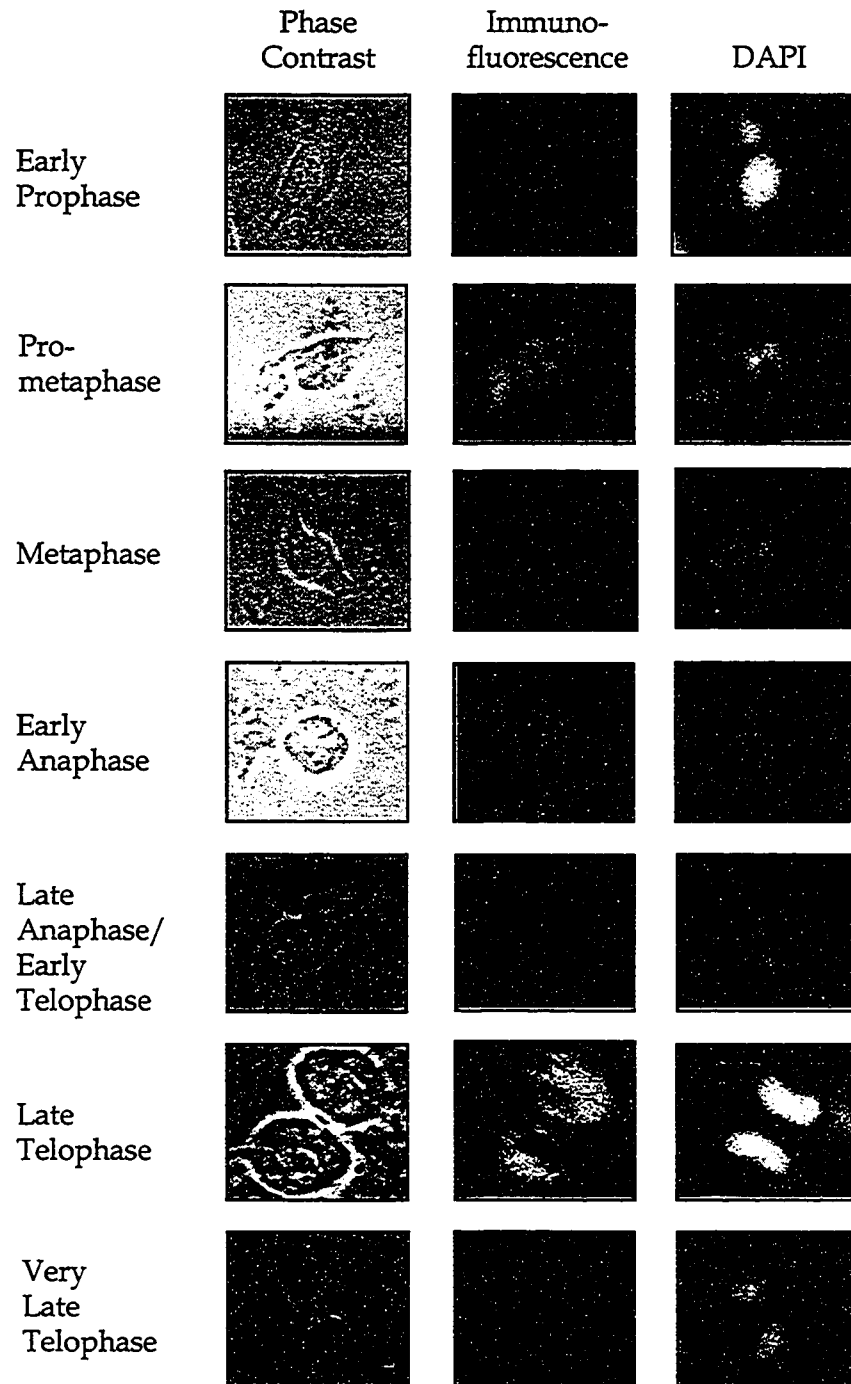 Phase Contrast
Immuno-
fluorescence
DAPI
Early
Prophase
Pro-
metaphase
Metaphase
Early
Anaphase
Late
Anaphase/
Early
Telophase
Late
Telophase
Very
Late
Telophase